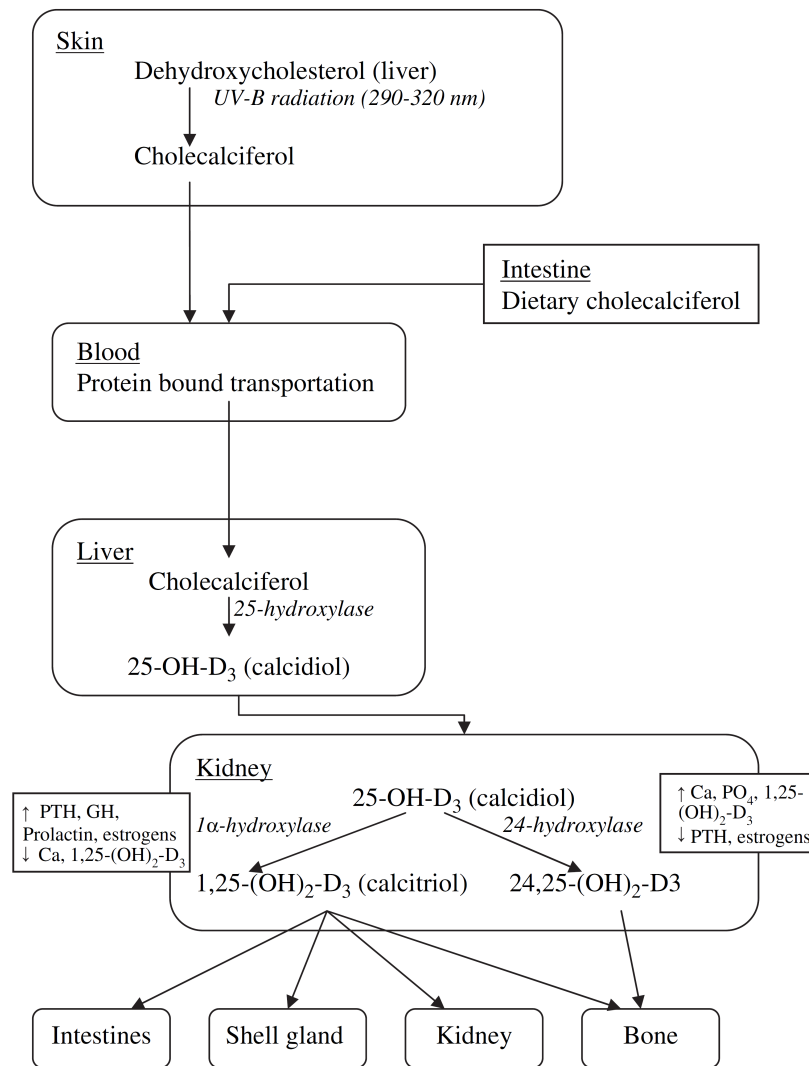 Skin
Dehydroxycholesterol (liver)
UV-B radiation (290-320 nm)
Cholecalciferol
Intestine
Dietary cholecalciferol
Blood
Protein bound transportation
Liver
Cholecalciferol
25-hydroxylase
25-OH-D₃ (calcidiol)
Kidney
25-OH-D₃ (calcidiol)
↑ PTH, GH,
Prolactin, estrogens
↓ Ca, 1,25-(OH)₂-D₃
1α-hydroxylase
24-hydroxylase
↑ Ca, PO₄, 1,25-
(OH)₂-D₃
↓ PTH, estrogens
1,25-(OH)₂-D₃ (calcitriol)
24,25-(OH)₂-D3
Intestines
Shell gland
Kidney
Bone